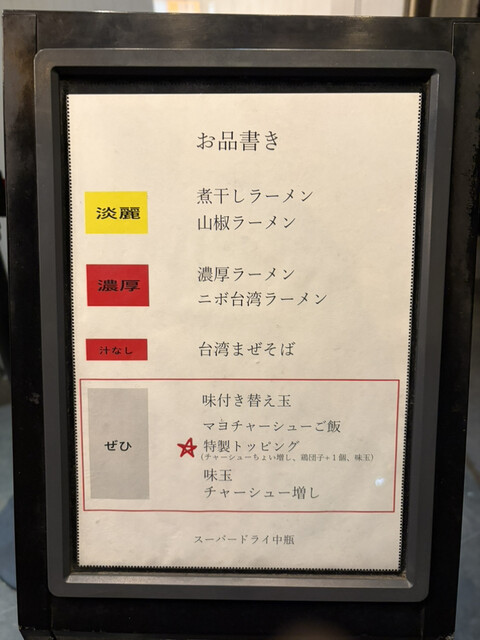 お品書き
淡麗
煮干しラーメン
山椒ラーメン
濃厚
濃厚ラーメン
ニボ台湾ラーメン
汁なし
台湾まぜそば
ぜひ
味付き替え玉
マヨチャーシューご飯
特製トッピング
(チャーシューちょい増し、鶏団子+1個、味玉)
味玉
チャーシュー増し
スーパードライ中瓶